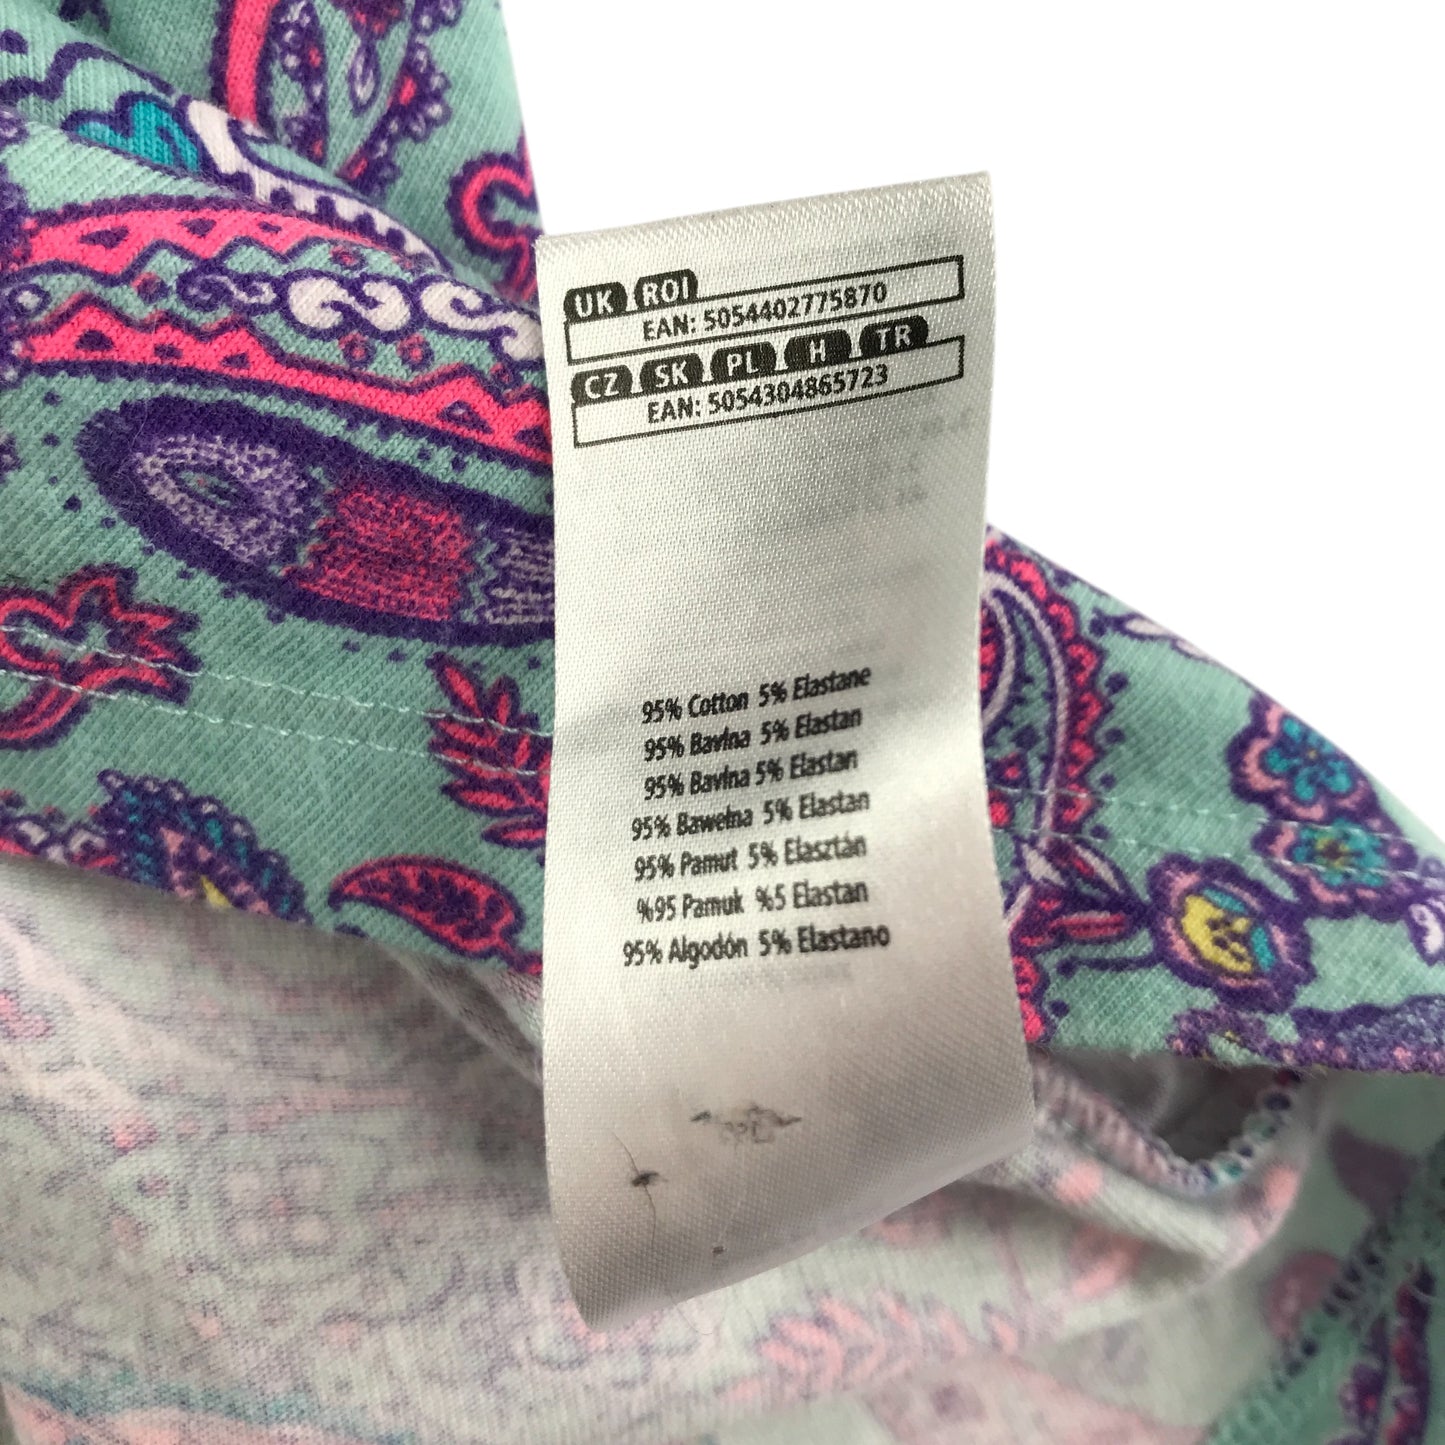 UK ROI
EAN: 5054402775870
CZ SK PL H TR
EAN: 5054304865723
95% Cotton 5% Elastane
95% Bavlna 5% Elastan
95% Bavlna 5% Elastan
95% Bawełna 5% Elastan
95% Pamut 5% Elasztán
%95 Pamuk %5 Elastan
95% Algodón 5% Elastano